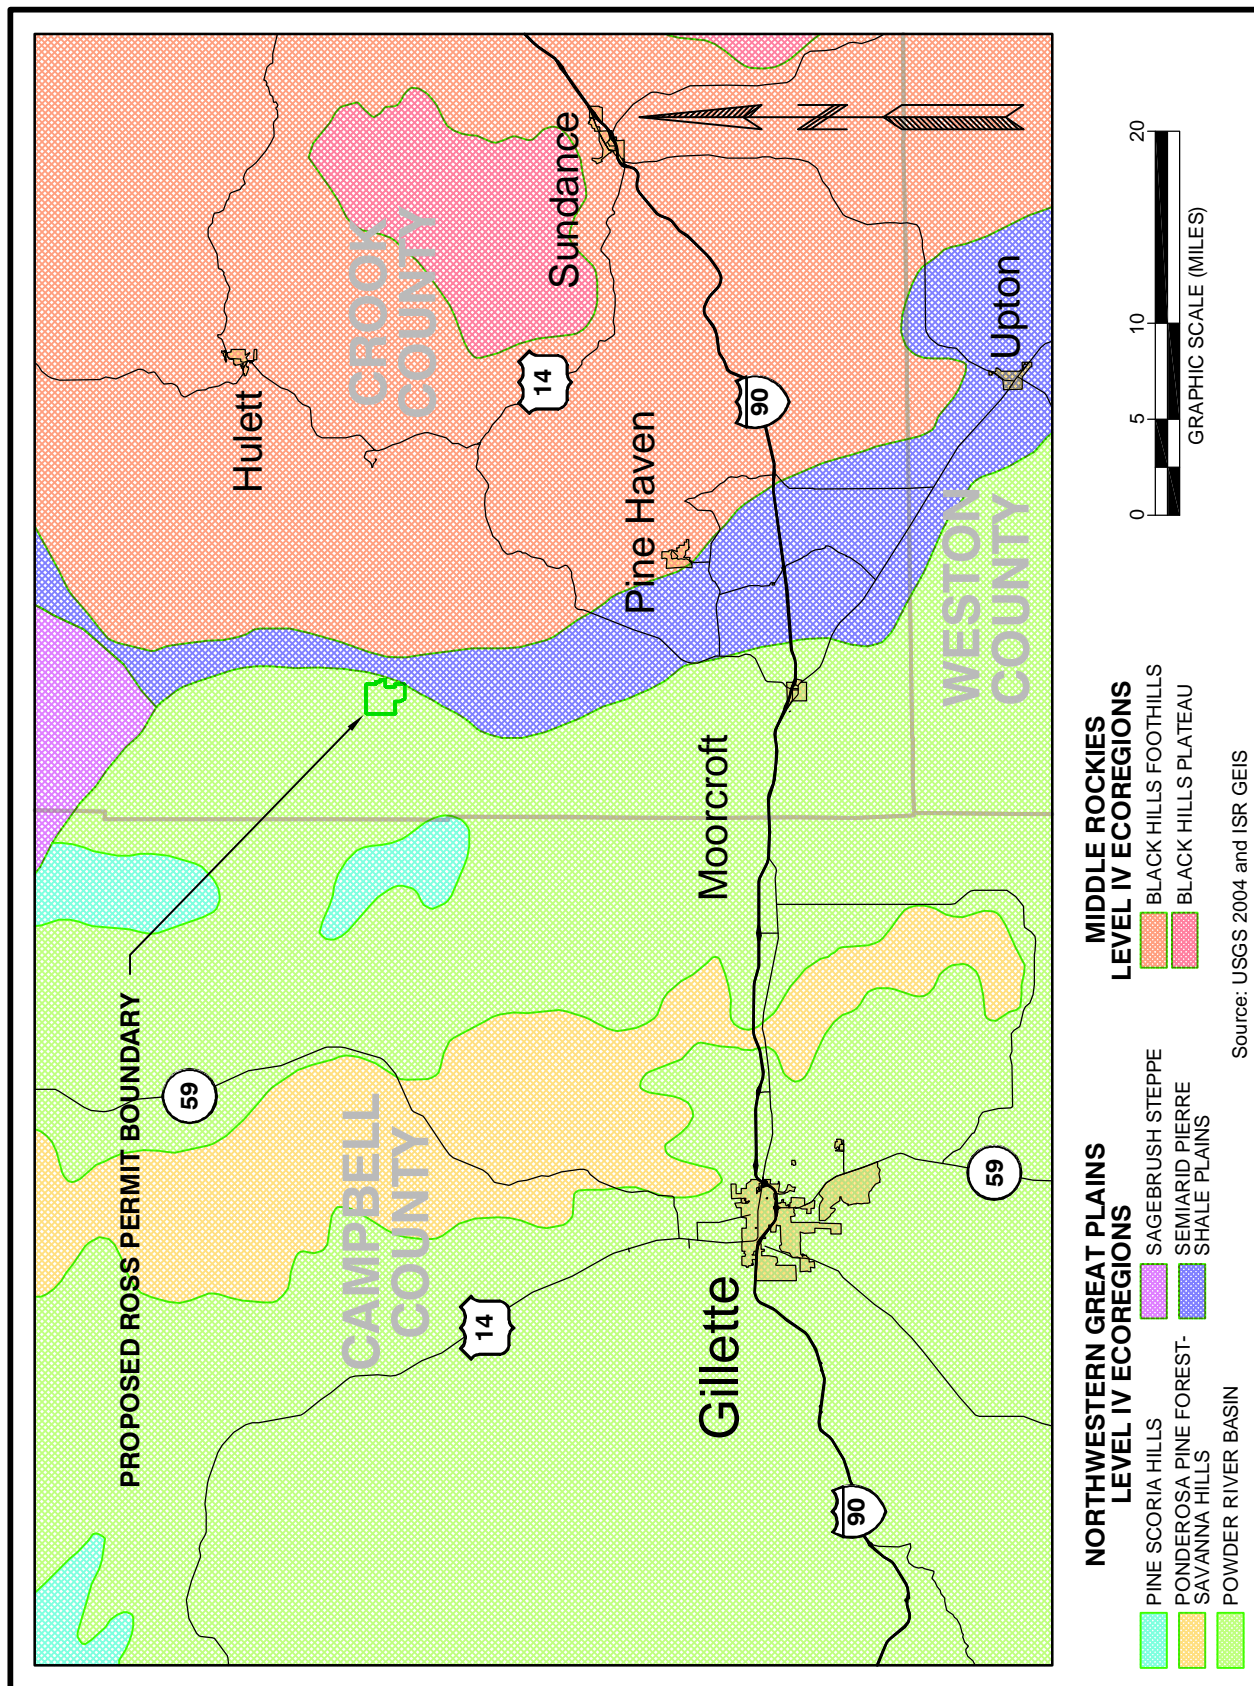 PROPOSED ROSS PERMIT BOUNDARY
59
CAMPBELL
COUNTY
14
Gillette
90
59
Moorcroft
Hulett
CROOK
COUNTY
14
Sundance
Pine Haven
90
WESTON
COUNTY
Upton
N
NORTHWESTERN GREAT PLAINS
LEVEL IV ECOREGIONS
PINE SCORIA HILLS
PONDEROSA PINE FOREST-
SAVANNA HILLS
POWDER RIVER BASIN
SAGEBRUSH STEPPE
SEMIARID PIERRE
SHALE PLAINS
MIDDLE ROCKIES
LEVEL IV ECOREGIONS
BLACK HILLS FOOTHILLS
BLACK HILLS PLATEAU
0 5 10 20
GRAPHIC SCALE (MILES)
Source: USGS 2004 and ISR GEIS